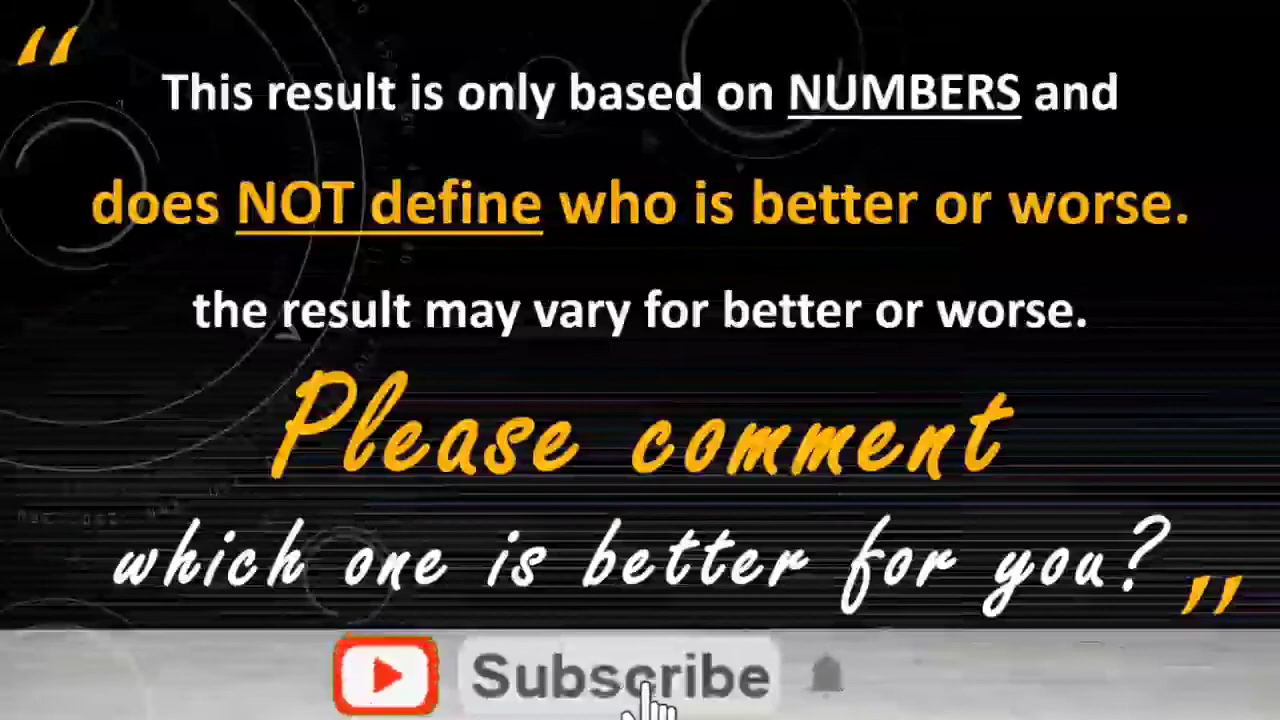 “
This result is only based on NUMBERS and
does NOT define who is better or worse.
the result may vary for better or worse.
Please comment
which one is better for you?
”
Subscribe